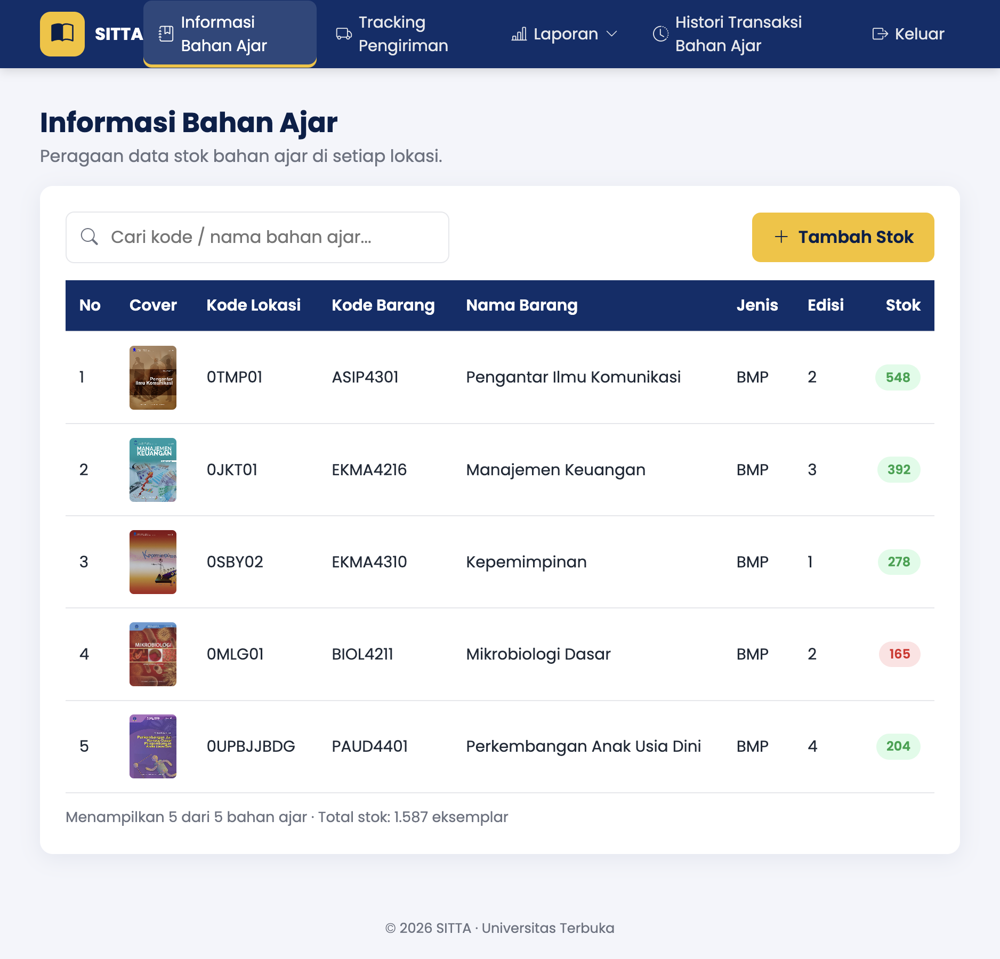 SITTA
Informasi
Bahan Ajar
Tracking
Pengiriman
Laporan
Histori Transaksi
Bahan Ajar
Keluar
Informasi Bahan Ajar
Peragaan data stok bahan ajar di setiap lokasi.
Cari kode / nama bahan ajar...
Tambah Stok
No Cover Kode Lokasi Kode Barang Nama Barang Jenis Edisi Stok
Pengantar
Ilmu Komunikasi
1 0TMP01 ASIP4301 Pengantar Ilmu Komunikasi BMP 2 548
MANAJEMEN
KEUANGAN
2 0JKT01 EKMA4216 Manajemen Keuangan BMP 3 392
Kepemimpinan
3 0SBY02 EKMA4310 Kepemimpinan BMP 1 278
MIKROBIOLOGI
4 0MLG01 BIOL4211 Mikrobiologi Dasar BMP 2 165
Perkembangan
Konsep Dasar
Pengembangan
Anak Usia Dini
5 0UPBJJBDG PAUD4401 Perkembangan Anak Usia Dini BMP 4 204
Menampilkan 5 dari 5 bahan ajar · Total stok: 1.587 eksemplar
© 2026 SITTA · Universitas Terbuka